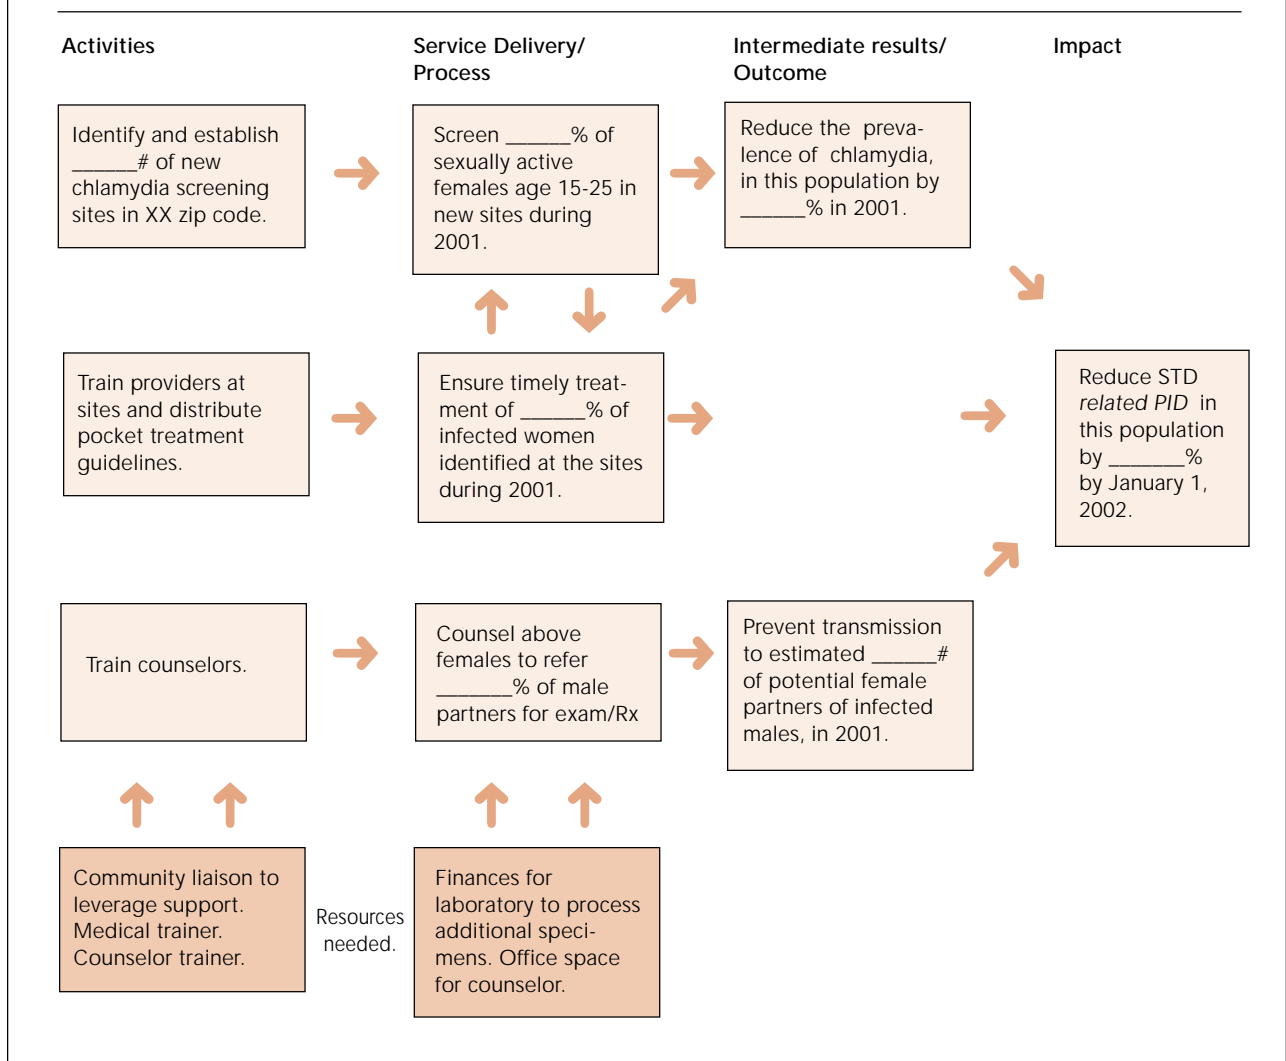 Activities
Service Delivery/
Process
Intermediate results/
Outcome
Impact
Identify and establish
______# of new
chlamydia screening
sites in XX zip code.
Screen ______% of
sexually active
females age 15-25 in
new sites during
2001.
Reduce the preva-
lence of chlamydia,
in this population by
______% in 2001.
Train providers at
sites and distribute
pocket treatment
guidelines.
Ensure timely treat-
ment of ______% of
infected women
identified at the sites
during 2001.
Reduce STD
related PID in
this population
by _______%
by January 1,
2002.
Train counselors.
Counsel above
females to refer
_______% of male
partners for exam/Rx
Prevent transmission
to estimated ______#
of potential female
partners of infected
males, in 2001.
Community liaison to
leverage support.
Medical trainer.
Counselor trainer.
Resources
needed.
Finances for
laboratory to process
additional speci-
mens. Office space
for counselor.